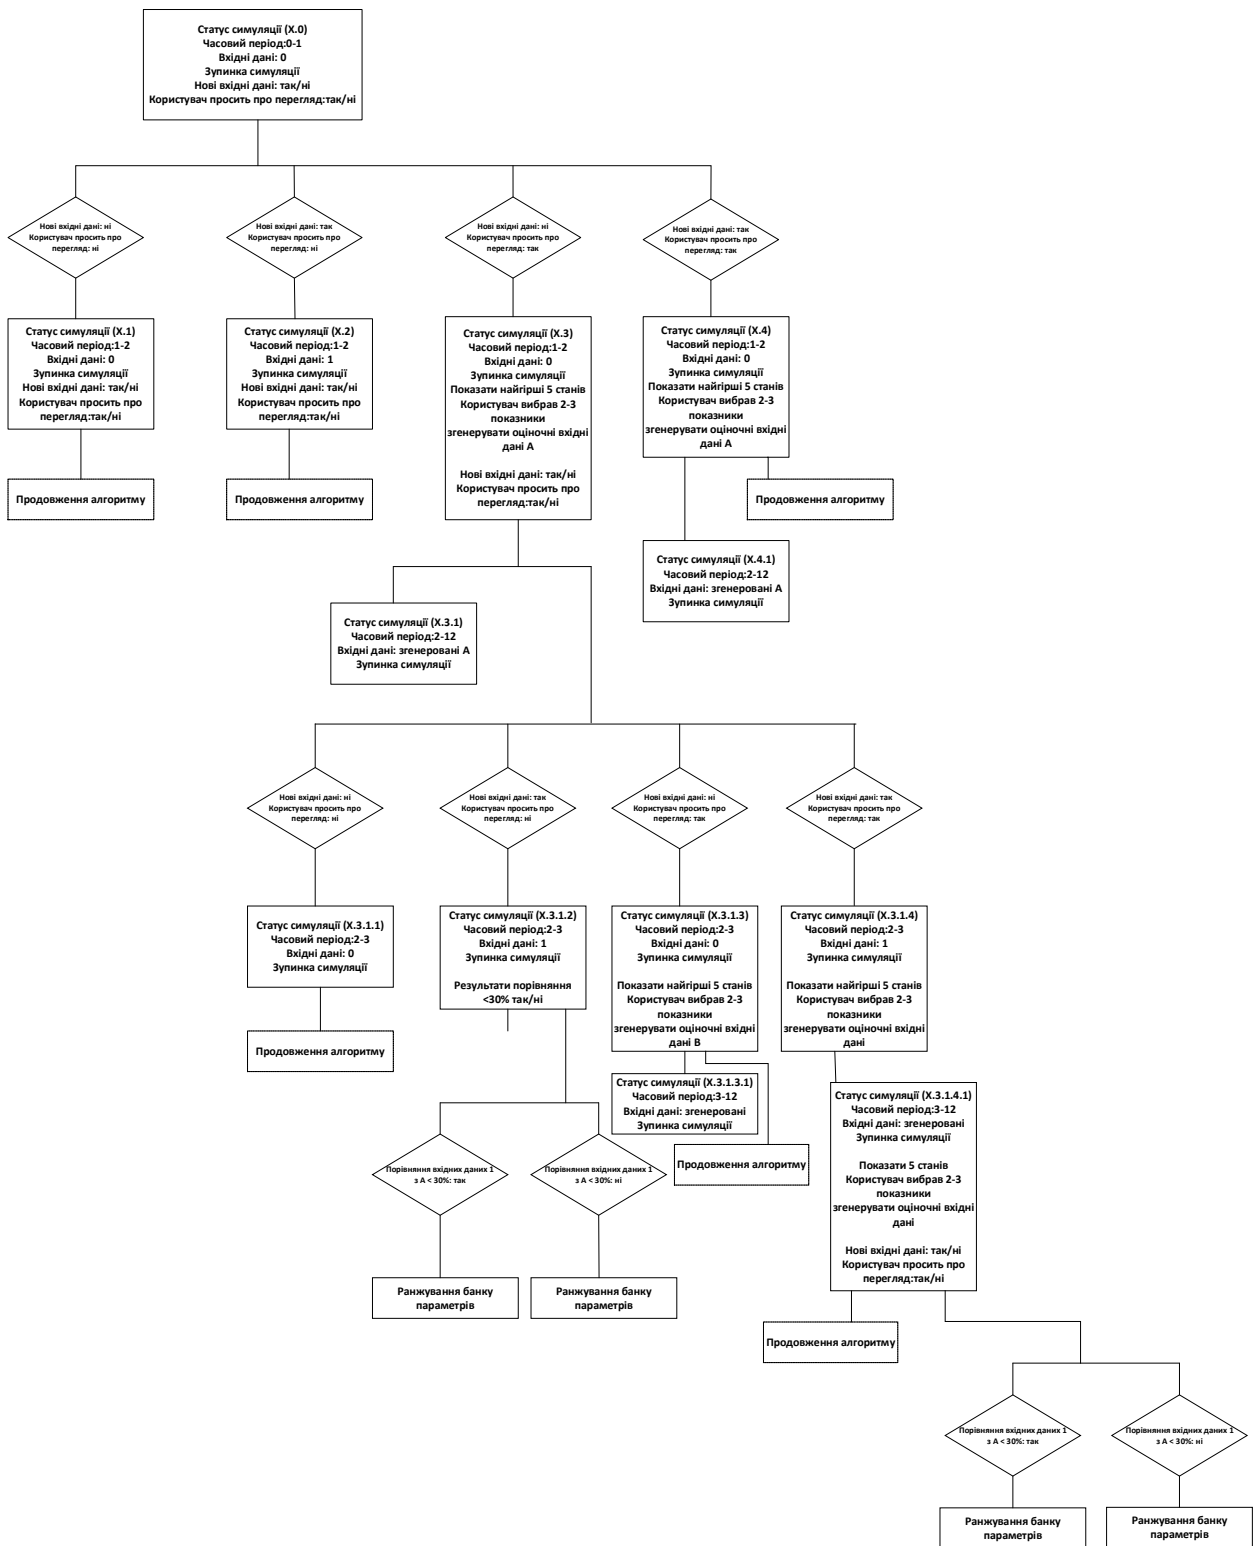 Статус симуляції (X.0)
Часовий період:0-1
Вхідні дані: 0
Зупинка симуляції
Нові вхідні дані: так/ні
Користувач просить про перегляд:так/ні
Нові вхідні дані: ні
Користувач просить про
перегляд: ні
Нові вхідні дані: так
Користувач просить про
перегляд: ні
Нові вхідні дані: ні
Користувач просить про
перегляд: так
Нові вхідні дані: так
Користувач просить про
перегляд: так
Статус симуляції (X.1)
Часовий період:1-2
Вхідні дані: 0
Зупинка симуляції
Нові вхідні дані: так/ні
Користувач просить про
перегляд:так/ні
Статус симуляції (X.2)
Часовий період:1-2
Вхідні дані: 1
Зупинка симуляції
Нові вхідні дані: так/ні
Користувач просить про
перегляд:так/ні
Статус симуляції (X.3)
Часовий період:1-2
Вхідні дані: 0
Зупинка симуляції
Показати найгірші 5 станів
Користувач вибрав 2-3
показники
згенерувати оціночні вхідні
дані А
Нові вхідні дані: так/ні
Користувач просить про
перегляд:так/ні
Статус симуляції (X.4)
Часовий період:1-2
Вхідні дані: 0
Зупинка симуляції
Показати найгірші 5 станів
Користувач вибрав 2-3
показники
згенерувати оціночні вхідні
дані А
Продовження алгоритму
Продовження алгоритму
Продовження алгоритму
Статус симуляції (X.4.1)
Часовий період:2-12
Вхідні дані: згенеровані А
Зупинка симуляції
Статус симуляції (X.3.1)
Часовий період:2-12
Вхідні дані: згенеровані А
Зупинка симуляції
Нові вхідні дані: ні
Користувач просить про
перегляд: ні
Нові вхідні дані: так
Користувач просить про
перегляд: ні
Нові вхідні дані: ні
Користувач просить про
перегляд: так
Нові вхідні дані: так
Користувач просить про
перегляд: так
Статус симуляції (X.3.1.1)
Часовий період:2-3
Вхідні дані: 0
Зупинка симуляції
Статус симуляції (X.3.1.2)
Часовий період:2-3
Вхідні дані: 1
Зупинка симуляції
Результати порівняння
<30% так/ні
Статус симуляції (X.3.1.3)
Часовий період:2-3
Вхідні дані: 0
Зупинка симуляції
Показати найгірші 5 станів
Користувач вибрав 2-3
показники
згенерувати оціночні вхідні
дані В
Статус симуляції (X.3.1.4)
Часовий період:2-3
Вхідні дані: 1
Зупинка симуляції
Показати найгірші 5 станів
Користувач вибрав 2-3
показники
згенерувати оціночні вхідні
дані
Продовження алгоритму
Статус симуляції (X.3.1.3.1)
Часовий період:3-12
Вхідні дані: згенеровані
Зупинка симуляції
Продовження алгоритму
Статус симуляції (X.3.1.4.1)
Часовий період:3-12
Вхідні дані: згенеровані
Зупинка симуляції
Показати 5 станів
Користувач вибрав 2-3
показники
згенерувати оціночні вхідні
дані
Нові вхідні дані: так/ні
Користувач просить про
перегляд:так/ні
Порівняння вхідних даних 1
з А < 30%: так
Порівняння вхідних даних 1
з А < 30%: ні
Ранжування банку
параметрів
Ранжування банку
параметрів
Продовження алгоритму
Порівняння вхідних даних 1
з А < 30%: так
Порівняння вхідних даних 1
з А < 30%: ні
Ранжування банку
параметрів
Ранжування банку
параметрів